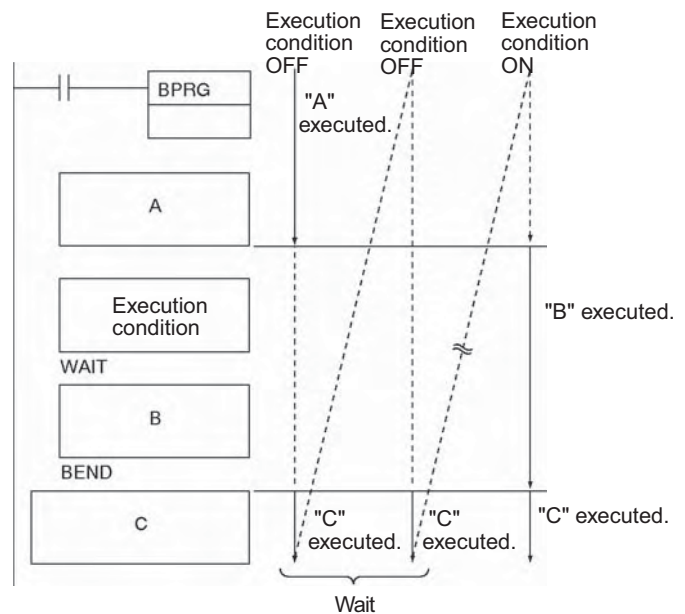 Execution condition OFF
Execution condition OFF
Execution condition ON
BPRG
"A" executed.
A
Execution condition
"B" executed.
WAIT
B
BEND
C
"C" executed.
"C" executed.
"C" executed.
Wait